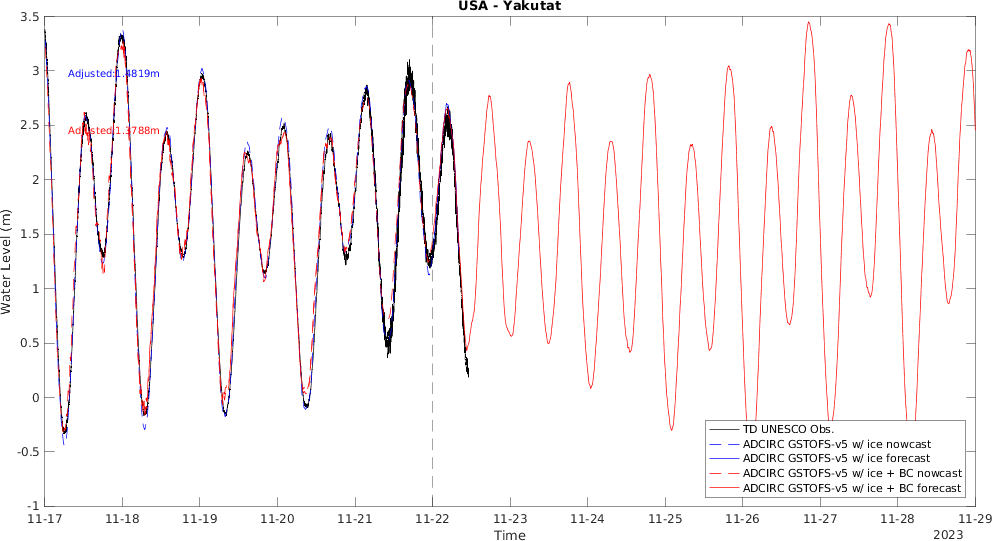 USA - Yakutat
3.5
3
2.5
2
1.5
1
0.5
0
-0.5
-1
Water Level (m)
Adjusted:1.4819m
Adjusted:1.3788m
TD UNESCO Obs.
ADCIRC GSTOFS-v5 w/ ice nowcast
ADCIRC GSTOFS-v5 w/ ice forecast
ADCIRC GSTOFS-v5 w/ ice + BC nowcast
ADCIRC GSTOFS-v5 w/ ice + BC forecast
11-17 11-18 11-19 11-20 11-21 11-22 11-23 11-24 11-25 11-26 11-27 11-28 11-29
Time
2023